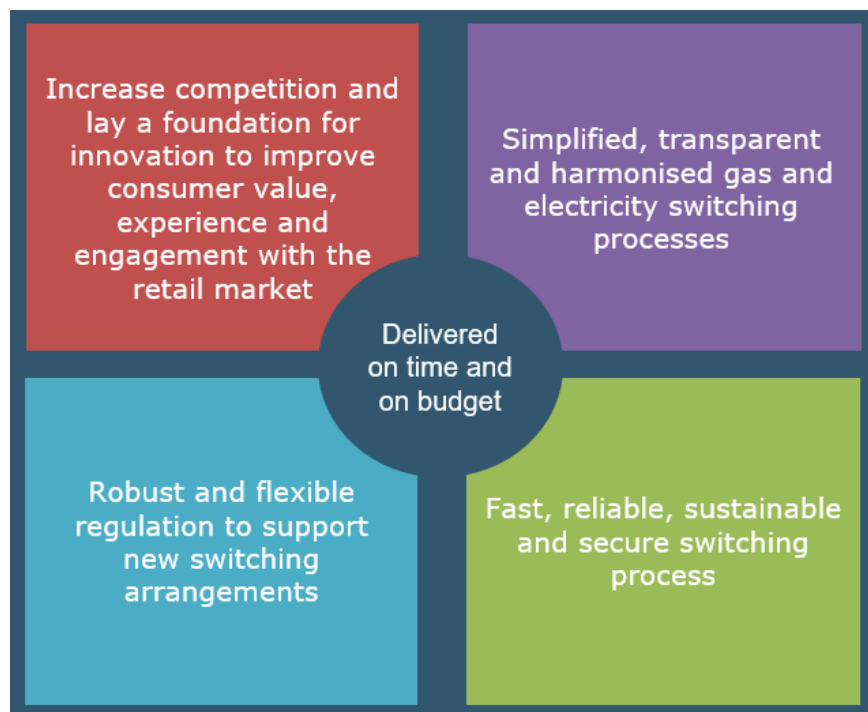 Increase competition and
lay a foundation for
innovation to improve
consumer value,
experience and
engagement with the
retail market
Simplified, transparent
and harmonised gas and
electricity switching
processes
Delivered
on time and
on budget
Robust and flexible
regulation to support
new switching
arrangements
Fast, reliable, sustainable
and secure switching
process